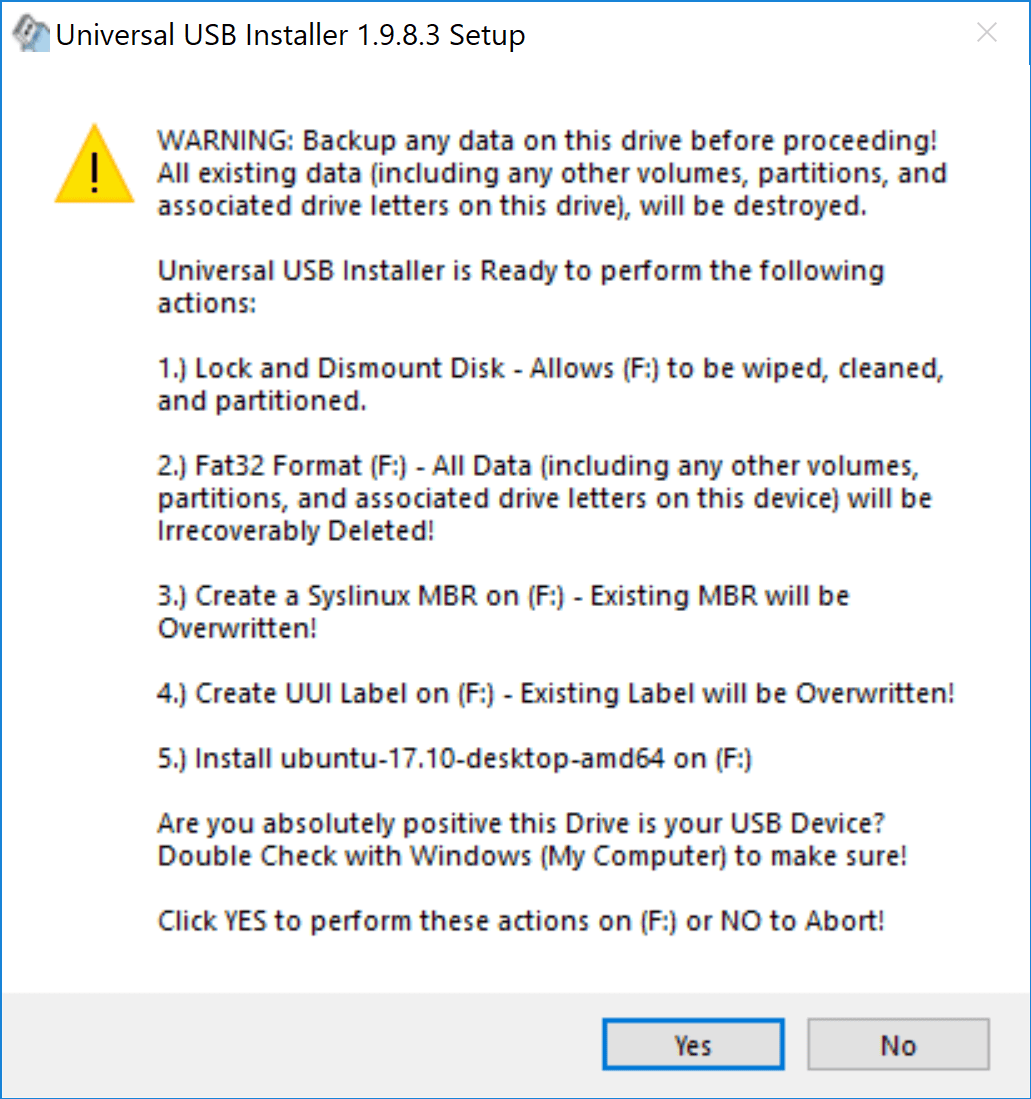 Universal USB Installer 1.9.8.3 Setup
WARNING: Backup any data on this drive before proceeding!
All existing data (including any other volumes, partitions, and
associated drive letters on this drive), will be destroyed.
Universal USB Installer is Ready to perform the following
actions:
1.) Lock and Dismount Disk - Allows (F:) to be wiped, cleaned,
and partitioned.
2.) Fat32 Format (F:) - All Data (including any other volumes,
partitions, and associated drive letters on this device) will be
Irrecoverably Deleted!
3.) Create a Syslinux MBR on (F:) - Existing MBR will be
Overwritten!
4.) Create UUI Label on (F:) - Existing Label will be Overwritten!
5.) Install ubuntu-17.10-desktop-amd64 on (F:)
Are you absolutely positive this Drive is your USB Device?
Double Check with Windows (My Computer) to make sure!
Click YES to perform these actions on (F:) or NO to Abort!
Yes
No